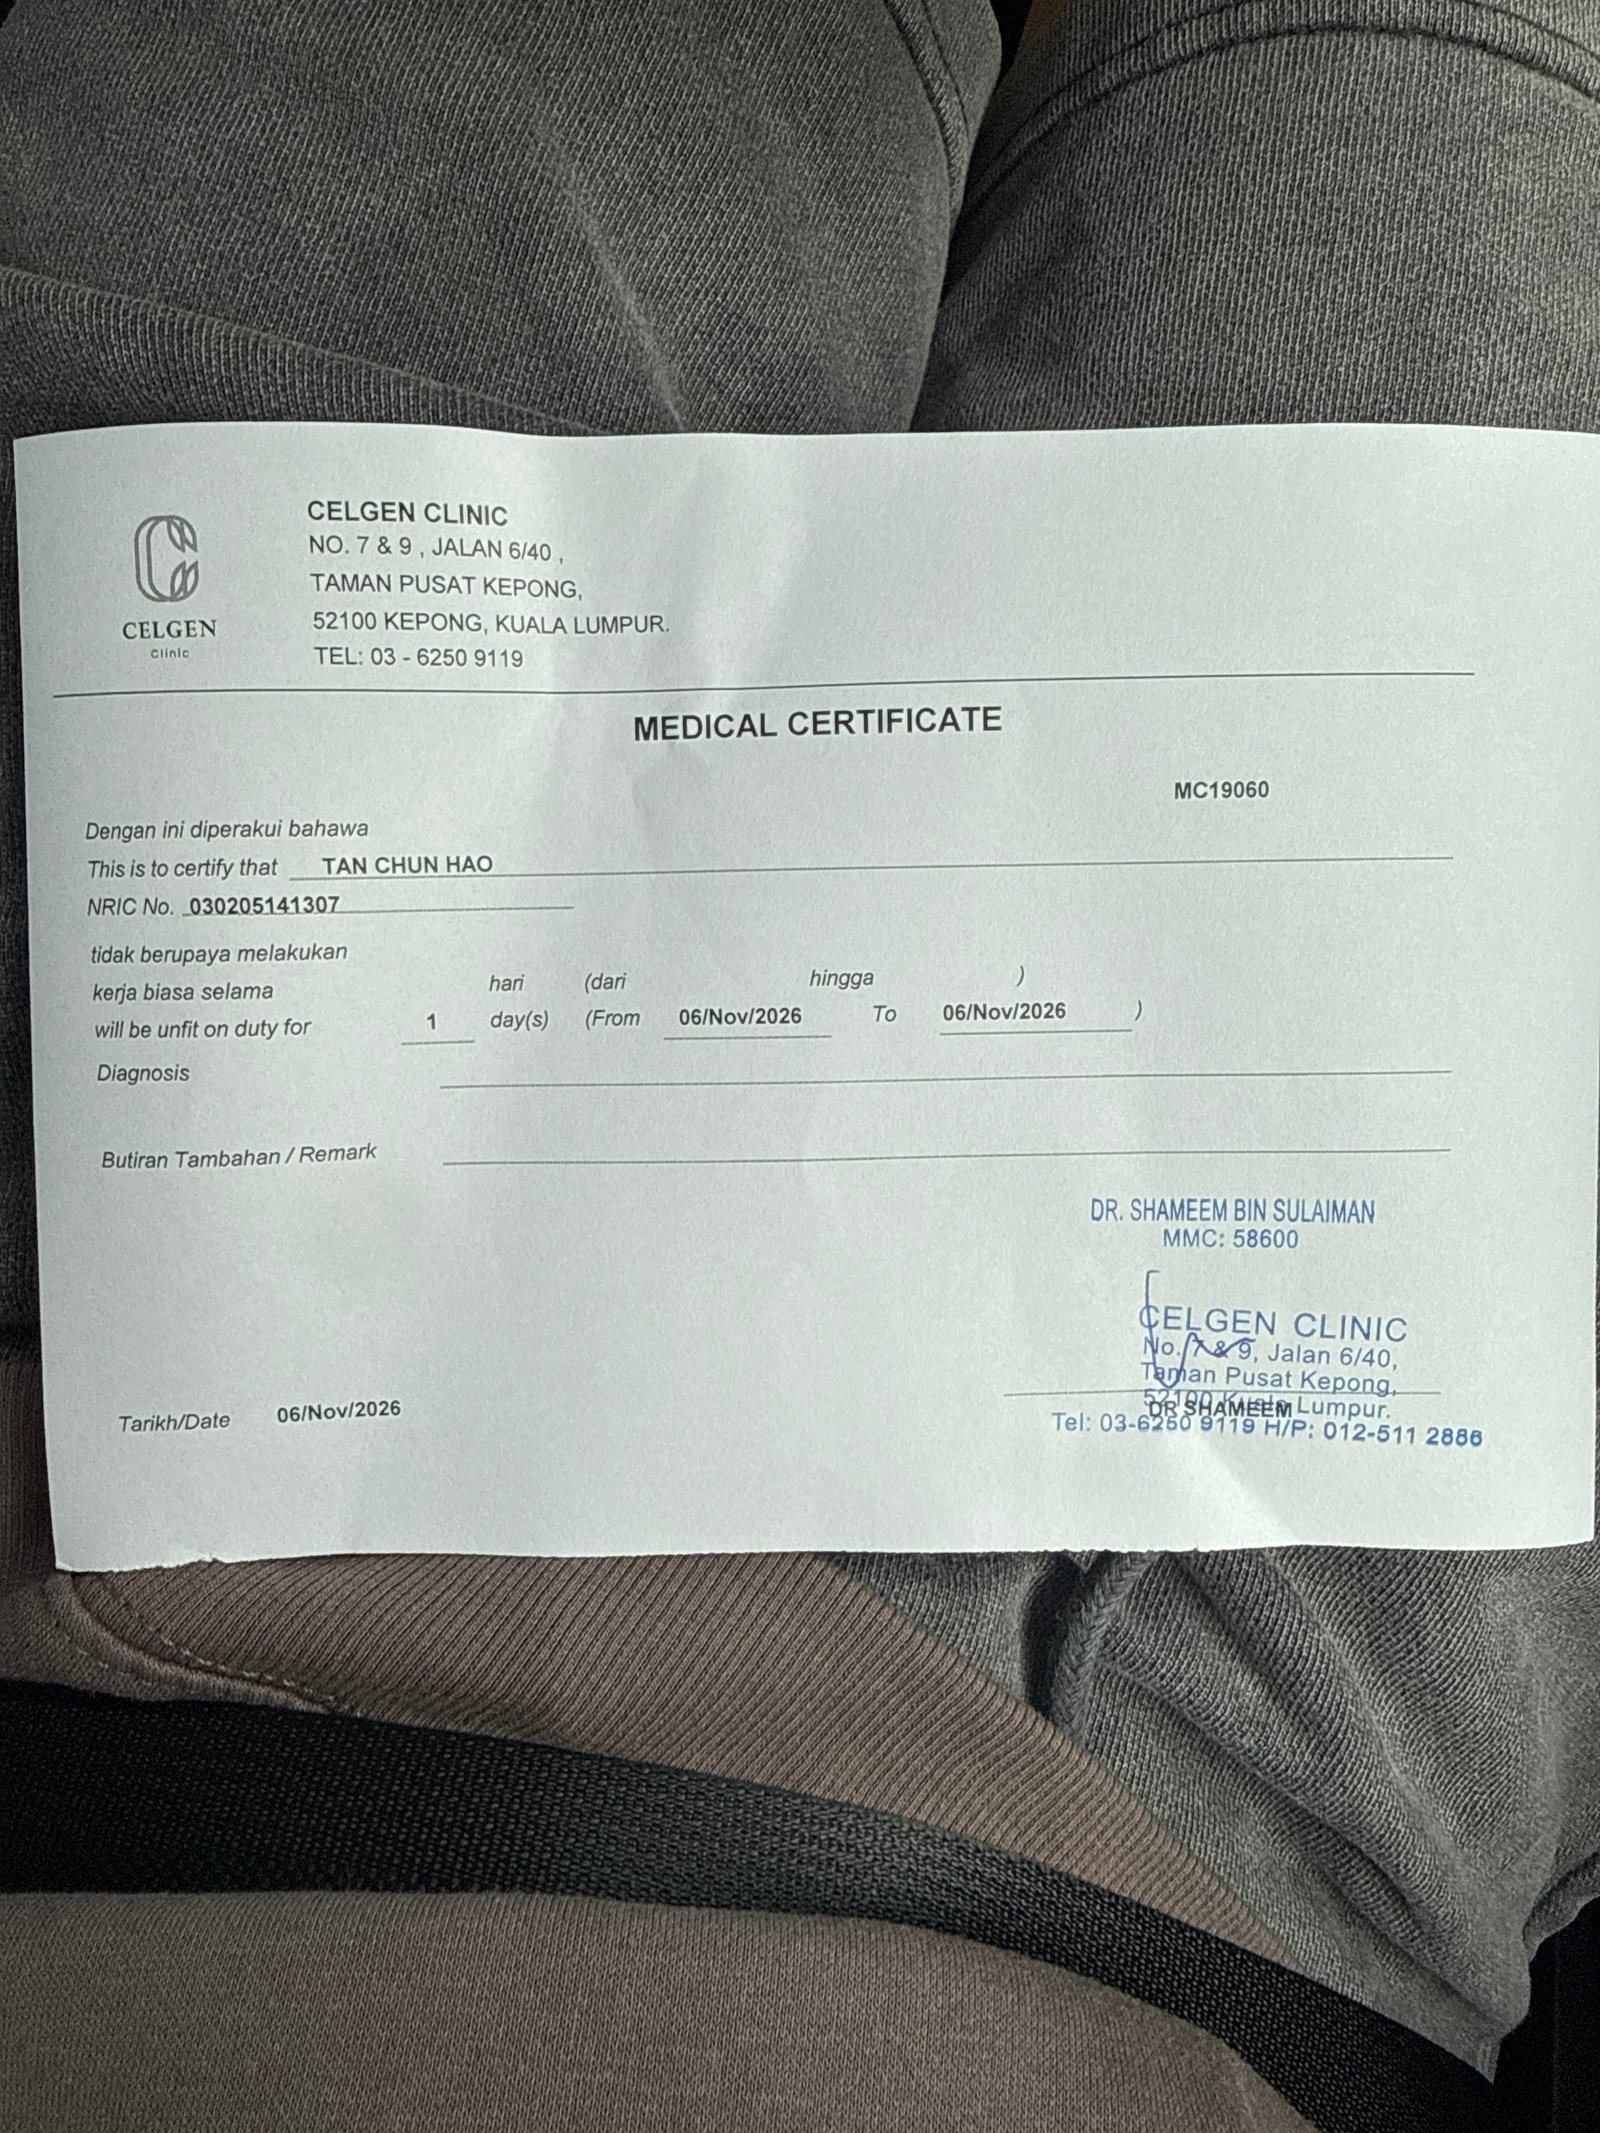 CELGEN
Clinic
CELGEN CLINIC
NO. 7 & 9 , JALAN 6/40 ,
TAMAN PUSAT KEPONG,
52100 KEPONG, KUALA LUMPUR.
TEL: 03 - 6250 9119
MEDICAL CERTIFICATE
MC19060
Dengan ini diperakui bahawa
This is to certify that TAN CHUN HAO
NRIC No. 030205141307
tidak berupaya melakukan
kerja biasa selama hari (dari hingga )
will be unfit on duty for 1 day(s) (From 06/Nov/2026 To 06/Nov/2026 )
Diagnosis
Butiran Tambahan / Remark
DR. SHAMEEM BIN SULAIMAN
MMC: 58600
CELGEN CLINIC
No. 7 & 9, Jalan 6/40,
Taman Pusat Kepong,
52100 Kuala Lumpur.
DR SHAMEEM
Tel: 03-6250 9119 H/P: 012-511 2886
Tarikh/Date 06/Nov/2026